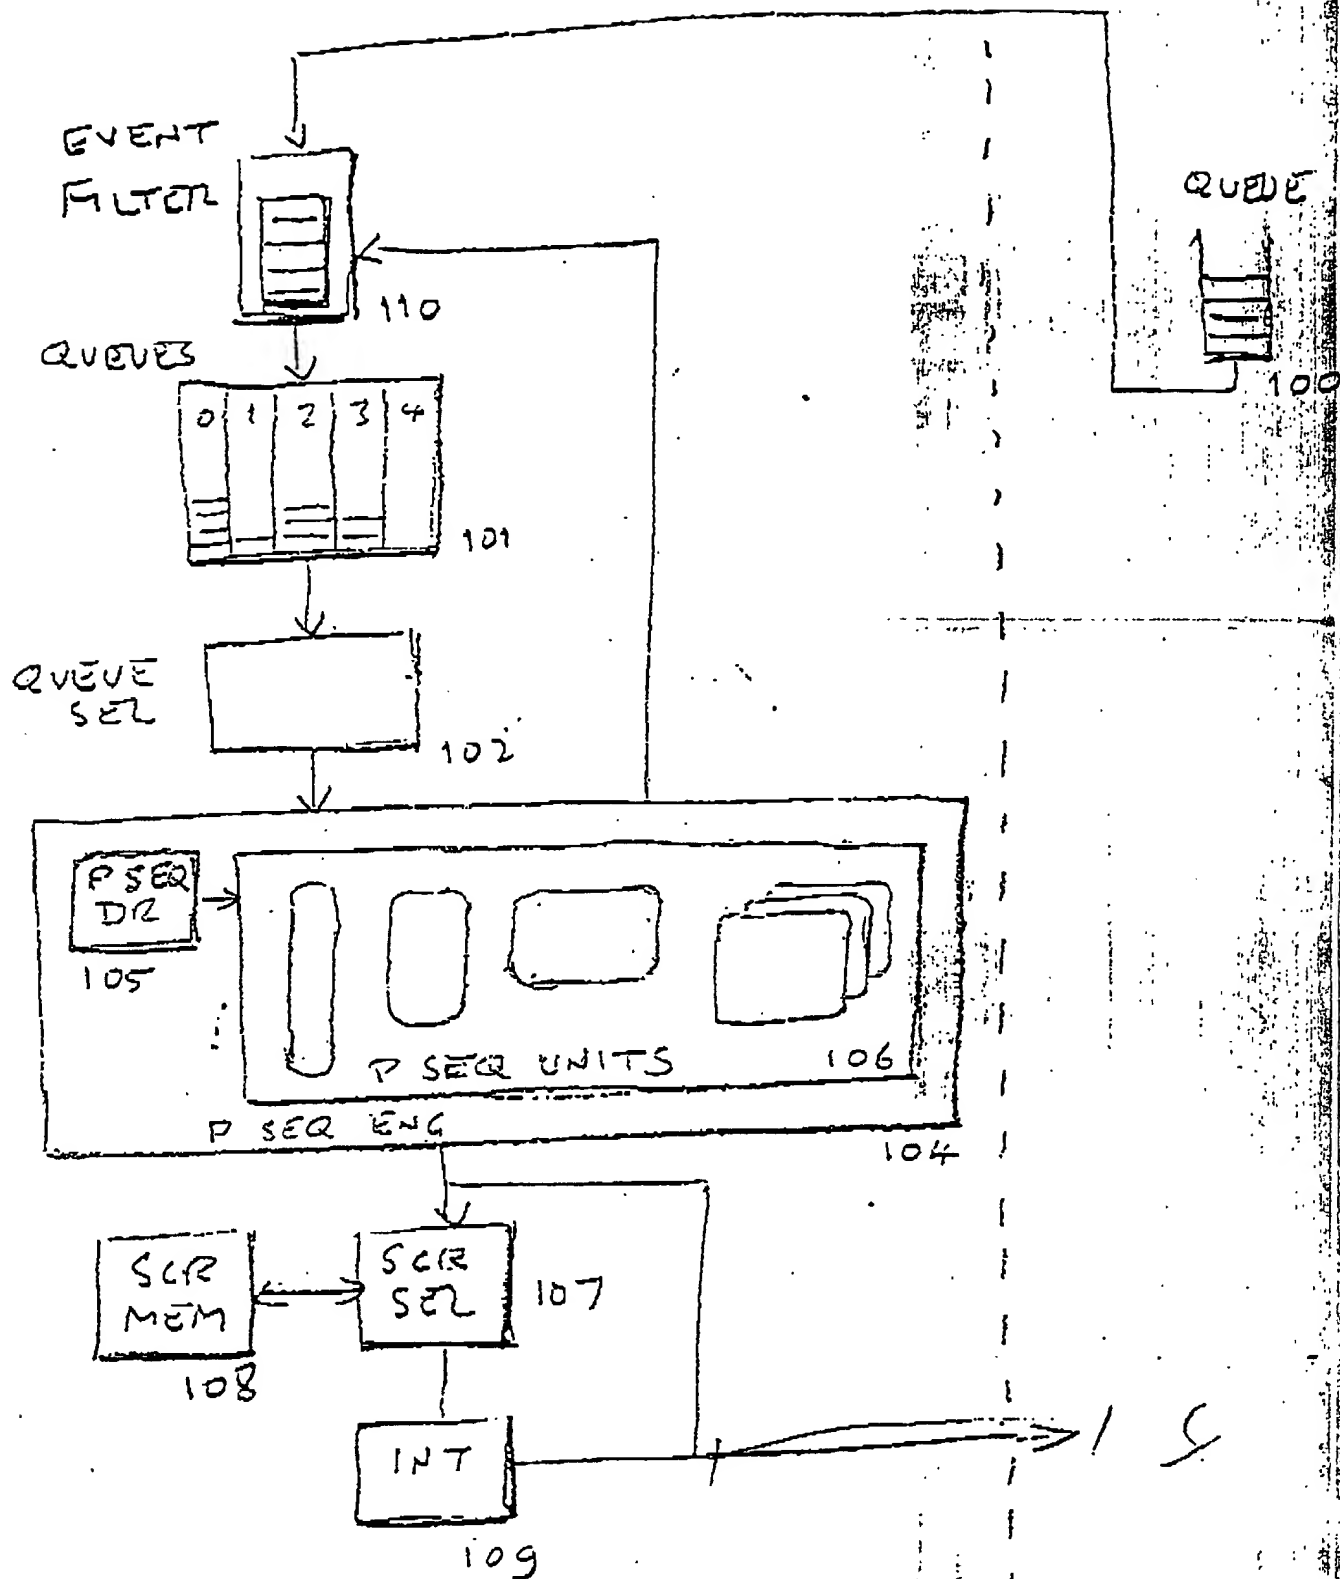 EVENT
FILTER
110
QUEUE
100
QUEUES
0 1 2 3 4
101
QUEUE
SEL
102
P SEQ
DR
105
P SEQ UNITS
106
P SEQ ENG
104
SCR
MEM
108
SCR
SEL
107
INT
109